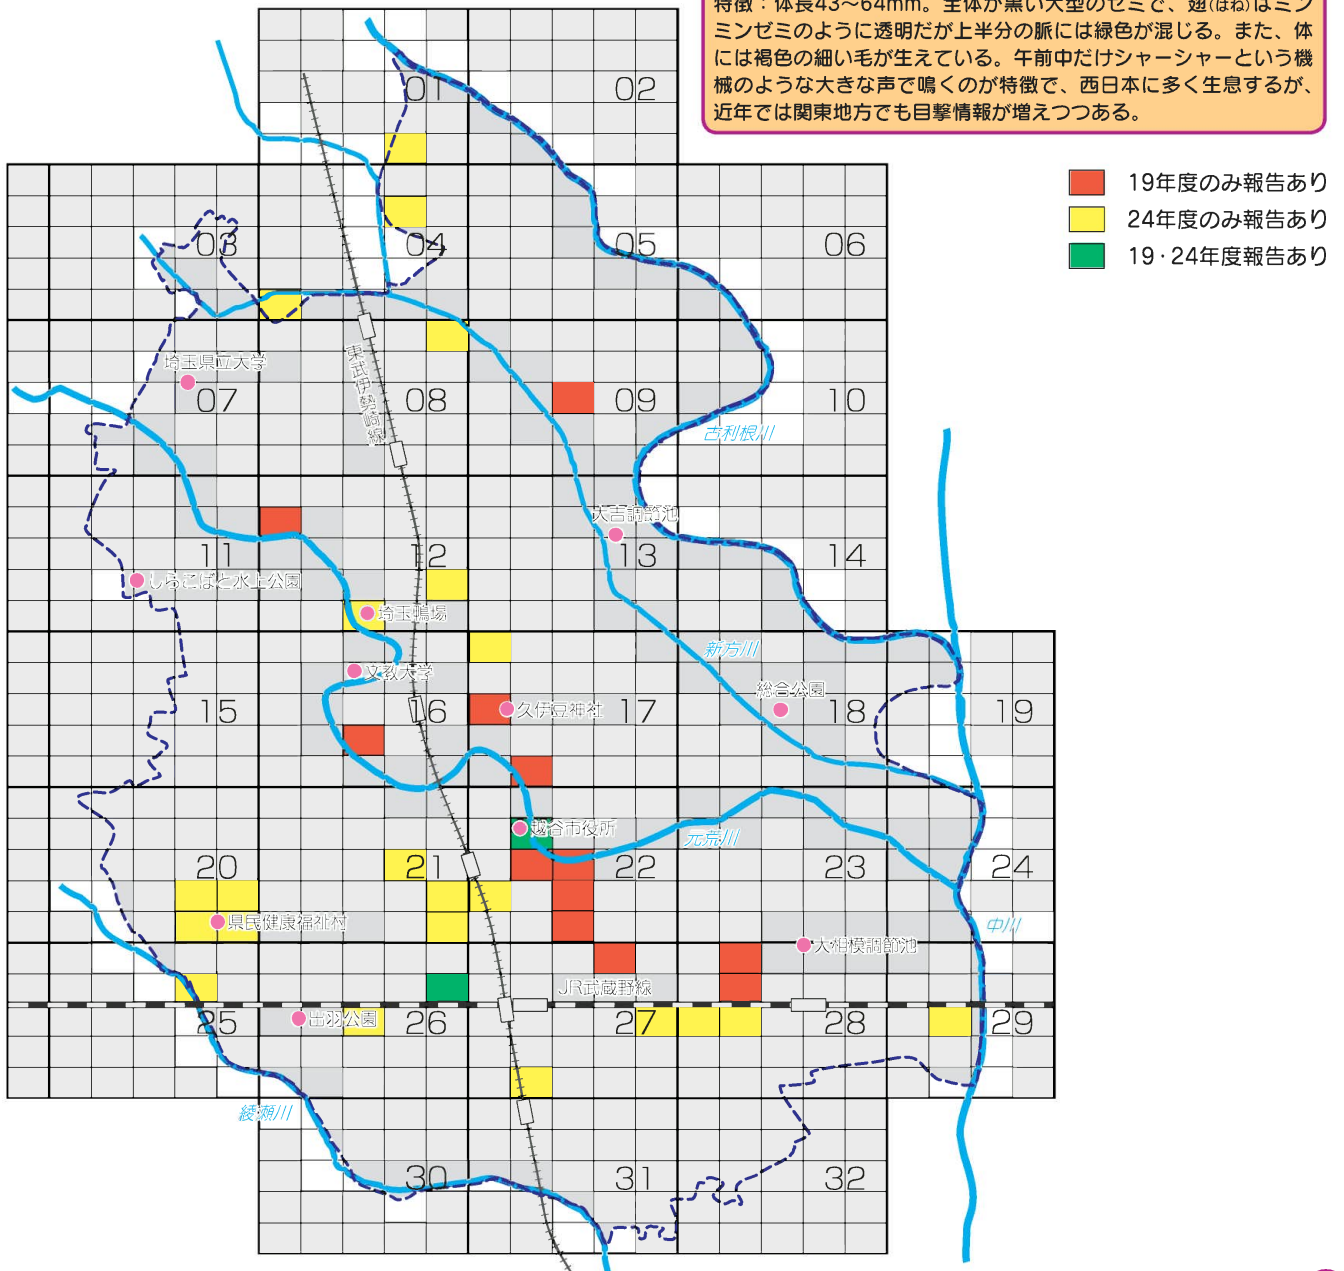 特徴：体長43～64mm。全体が黒い大型のセミで、翅(はね)はミン
ミンゼミのように透明だが上半分の脈には緑色が混じる。また、体
には褐色の細い毛が生えている。午前中だけシャーシャーという機
械のような大きな声で鳴くのが特徴で、西日本に多く生息するが、
近年では関東地方でも目撃情報が増えつつある。
19年度のみ報告あり
24年度のみ報告あり
19・24年度報告あり
01
02
03
04
05
06
埼玉県立大学
東武伊勢崎線
07
08
09
10
古利根川
大吉調節池
11
12
13
14
しらこばと水上公園
埼玉鴨場
文教大学
新方川
総合公園
15
16
久伊豆神社
17
18
19
越谷市役所
元荒川
20
21
22
23
24
県民健康福祉村
中川
大相模調節池
JR武蔵野線
25
出羽公園
26
27
28
29
綾瀬川
30
31
32